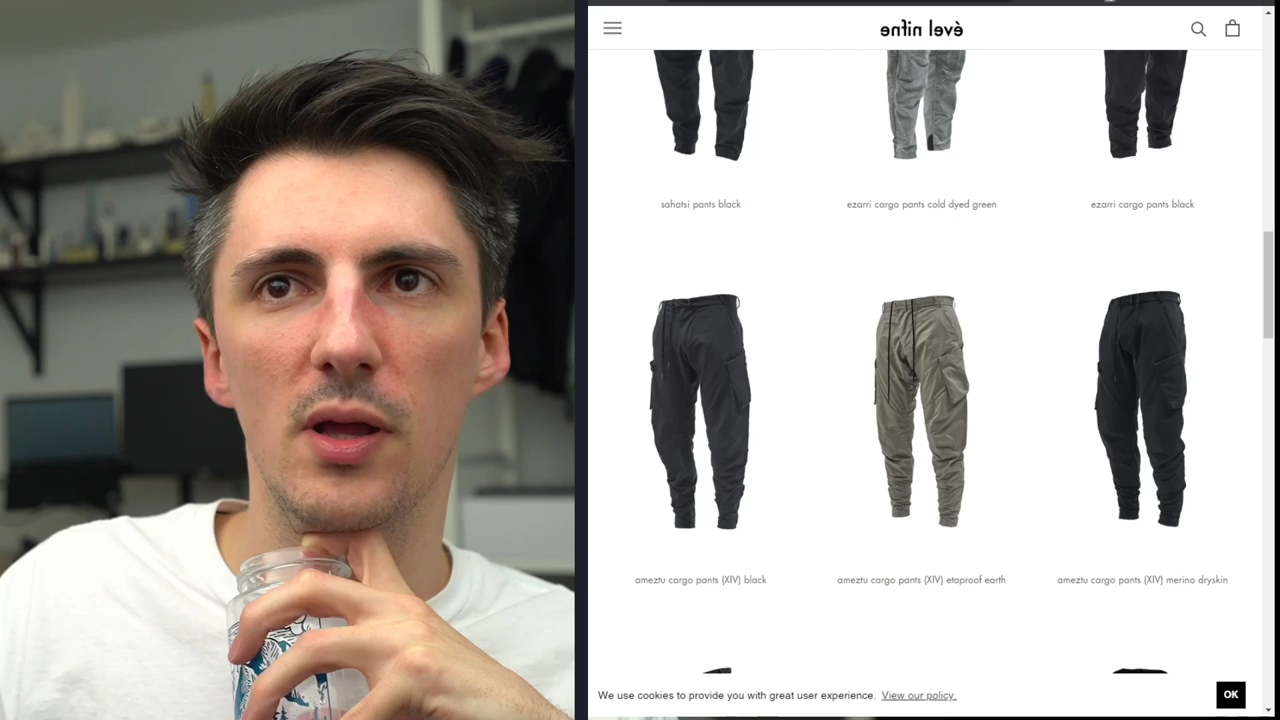 ével nifne
sahatsi pants black
ezarri cargo pants cold dyed green
ezarri cargo pants black
ameztu cargo pants (XIV) black
ameztu cargo pants (XIV) etaproof earth
ameztu cargo pants (XIV) merino dryskin
We use cookies to provide you with great user experience. View our policy.
OK